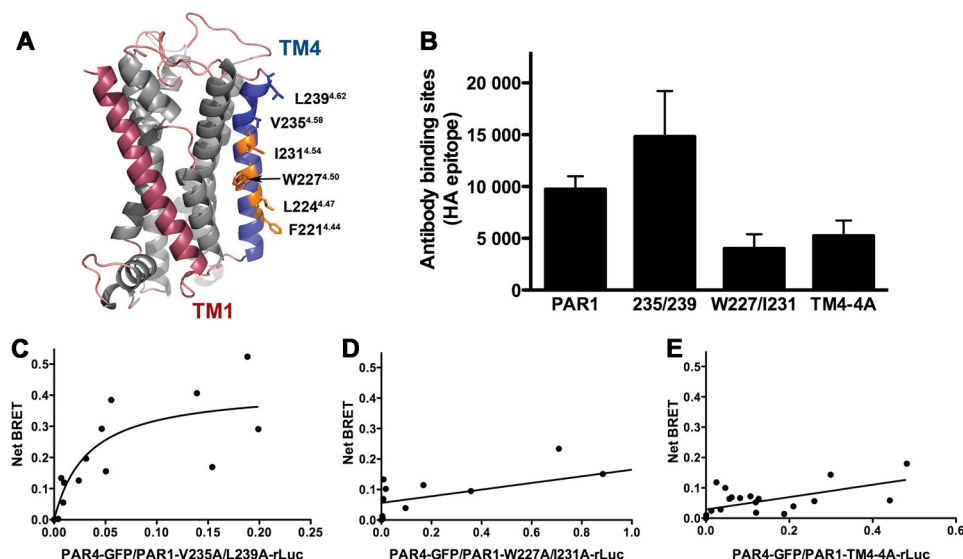 A
TM4
L239^4.62
V235^4.58
I231^4.54
W227^4.50
L224^4.47
F221^4.44
TM1
B
Antibody binding sites
(HA epitope)
20 000
15 000
10 000
5 000
0
PAR1 235/239 W227/I231 TM4-4A
C
Net BRET
0.5
0.4
0.3
0.2
0.1
0.0
0.00 0.05 0.10 0.15 0.20 0.25
PAR4-GFP/PAR1-V235A/L239A-rLuc
D
Net BRET
0.5
0.4
0.3
0.2
0.1
0.0
0.0 0.2 0.4 0.6 0.8 1.0
PAR4-GFP/PAR1-W227A/I231A-rLuc
E
Net BRET
0.5
0.4
0.3
0.2
0.1
0.0
0.0 0.2 0.4 0.6
PAR4-GFP/PAR1-TM4-4A-rLuc